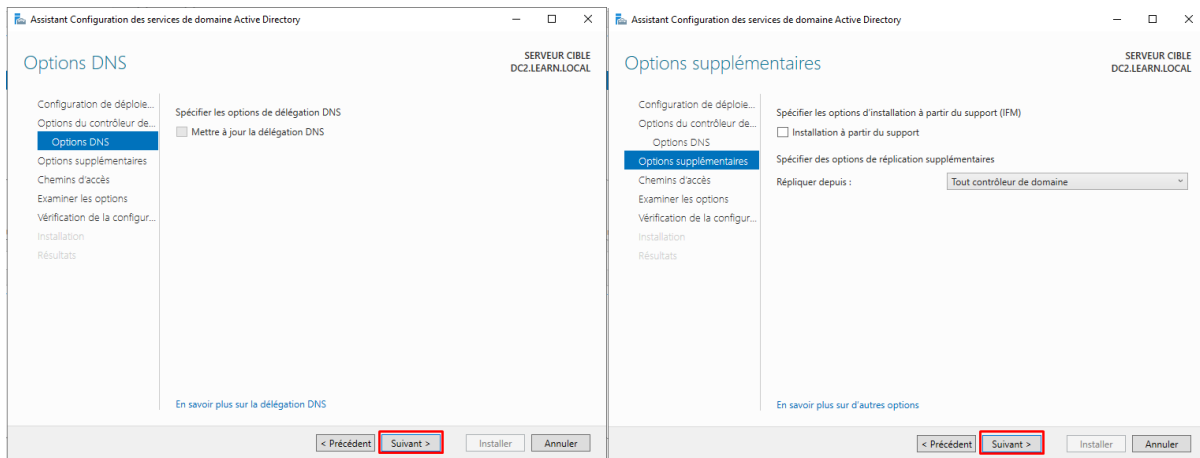 Assistant Configuration des services de domaine Active Directory
Options DNS
SERVEUR CIBLE
DC2.LEARN.LOCAL
Configuration de déploie...
Options du contrôleur de...
Options DNS
Options supplémentaires
Chemins d'accès
Examiner les options
Vérification de la configur...
Installation
Résultats
Spécifier les options de délégation DNS
Mettre à jour la délégation DNS
En savoir plus sur la délégation DNS
< Précédent
Suivant >
Installer
Annuler
Assistant Configuration des services de domaine Active Directory
Options supplémentaires
SERVEUR CIBLE
DC2.LEARN.LOCAL
Configuration de déploie...
Options du contrôleur de...
Options DNS
Options supplémentaires
Chemins d'accès
Examiner les options
Vérification de la configur...
Installation
Résultats
Spécifier les options d'installation à partir du support (IFM)
Installation à partir du support
Spécifier des options de réplication supplémentaires
Répliquer depuis : Tout contrôleur de domaine
En savoir plus sur d'autres options
< Précédent
Suivant >
Installer
Annuler